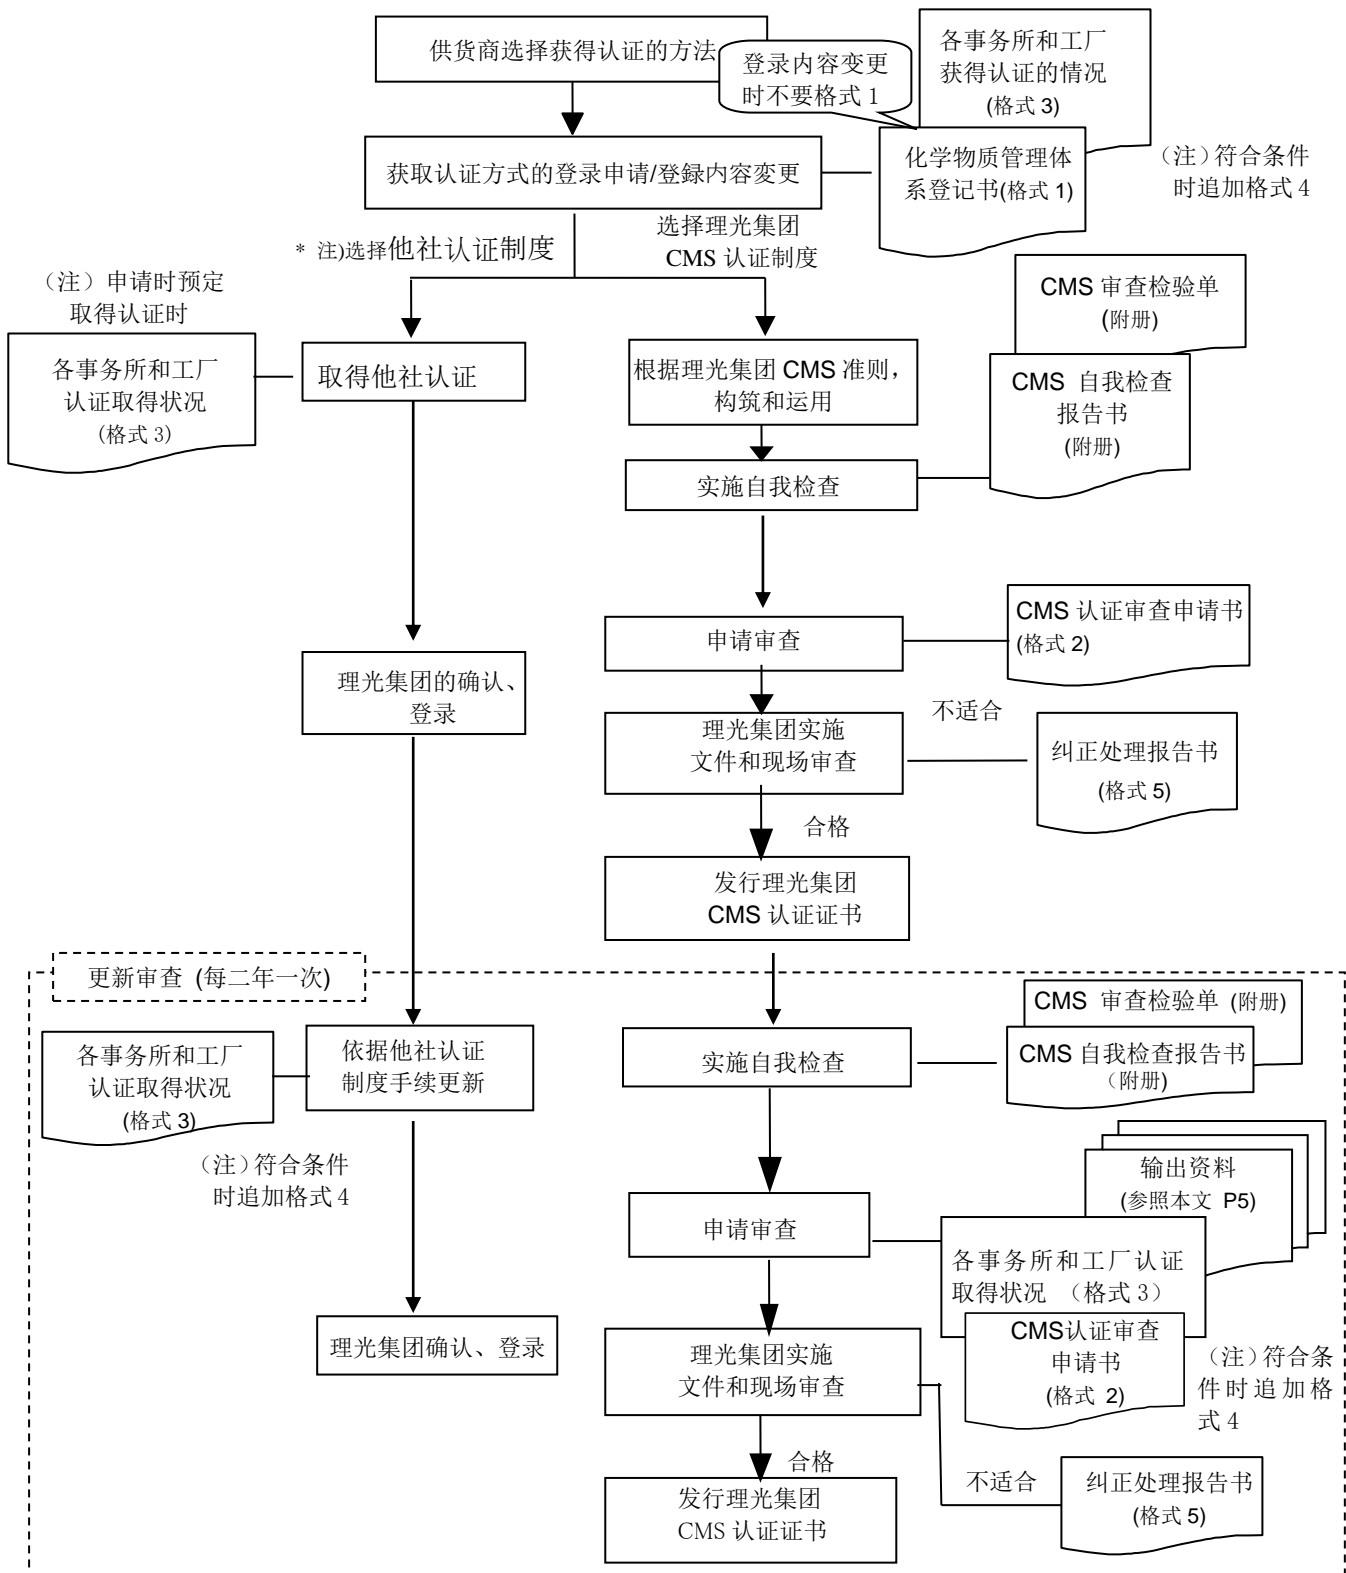 供货商选择获得认证的方法
登录内容变更
时不要格式 1
各事务所和工厂
获得认证的情况
(格式 3)
获取认证方式的登录申请/登録内容変更
化学物质管理体
系登记书(格式 1)
（注）符合条件
时追加格式 4
* 注)选择他社认证制度
选择理光集团
CMS 认证制度
（注）申请时预定
取得认证时
各事务所和工厂
认证取得状况
(格式 3)
取得他社认证
根据理光集团 CMS 准则，
构筑和运用
CMS 审查检验单
(附册)
CMS 自我检查
报告书
(附册)
实施自我检查
申请审查
CMS 认证审查申请书
(格式 2)
理光集团的确认、
登录
理光集团实施
文件和现场审查
不适合
纠正处理报告书
(格式 5)
合格
发行理光集团
CMS 认证证书
更新审查 (每二年一次)
各事务所和工厂
认证取得状况
(格式 3)
依据他社认证
制度手续更新
实施自我检查
CMS 审查检验单 (附册)
CMS 自我检查报告书
（附册)
（注）符合条件
时追加格式 4
申请审查
输出资料
(参照本文 P5)
各事务所和工厂认证
取得状况 （格式 3）
CMS认证审查
申请书
(格式 2)
（注）符合条
件时追加格
式 4
理光集团确认、登录
理光集团实施
文件和现场审查
合格
不适合
纠正处理报告书
(格式 5)
发行理光集团
CMS 认证证书